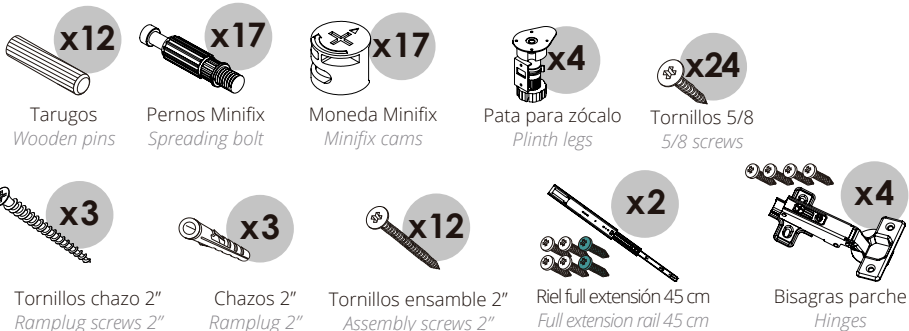 x12
x17
x17
x4
x24
Tarugos
Wooden pins
Pernos Minifix
Spreading bolt
Moneda Minifix
Minifix cams
Pata para zócalo
Plinth legs
Tornillos 5/8
5/8 screws
x3
x3
x12
x2
x4
Tornillos chazo 2”
Ramplug screws 2”
Chazos 2”
Ramplug 2”
Tornillos ensamble 2”
Assembly screws 2”
Riel full extensión 45 cm
Full extension rail 45 cm
Bisagras parche
Hinges